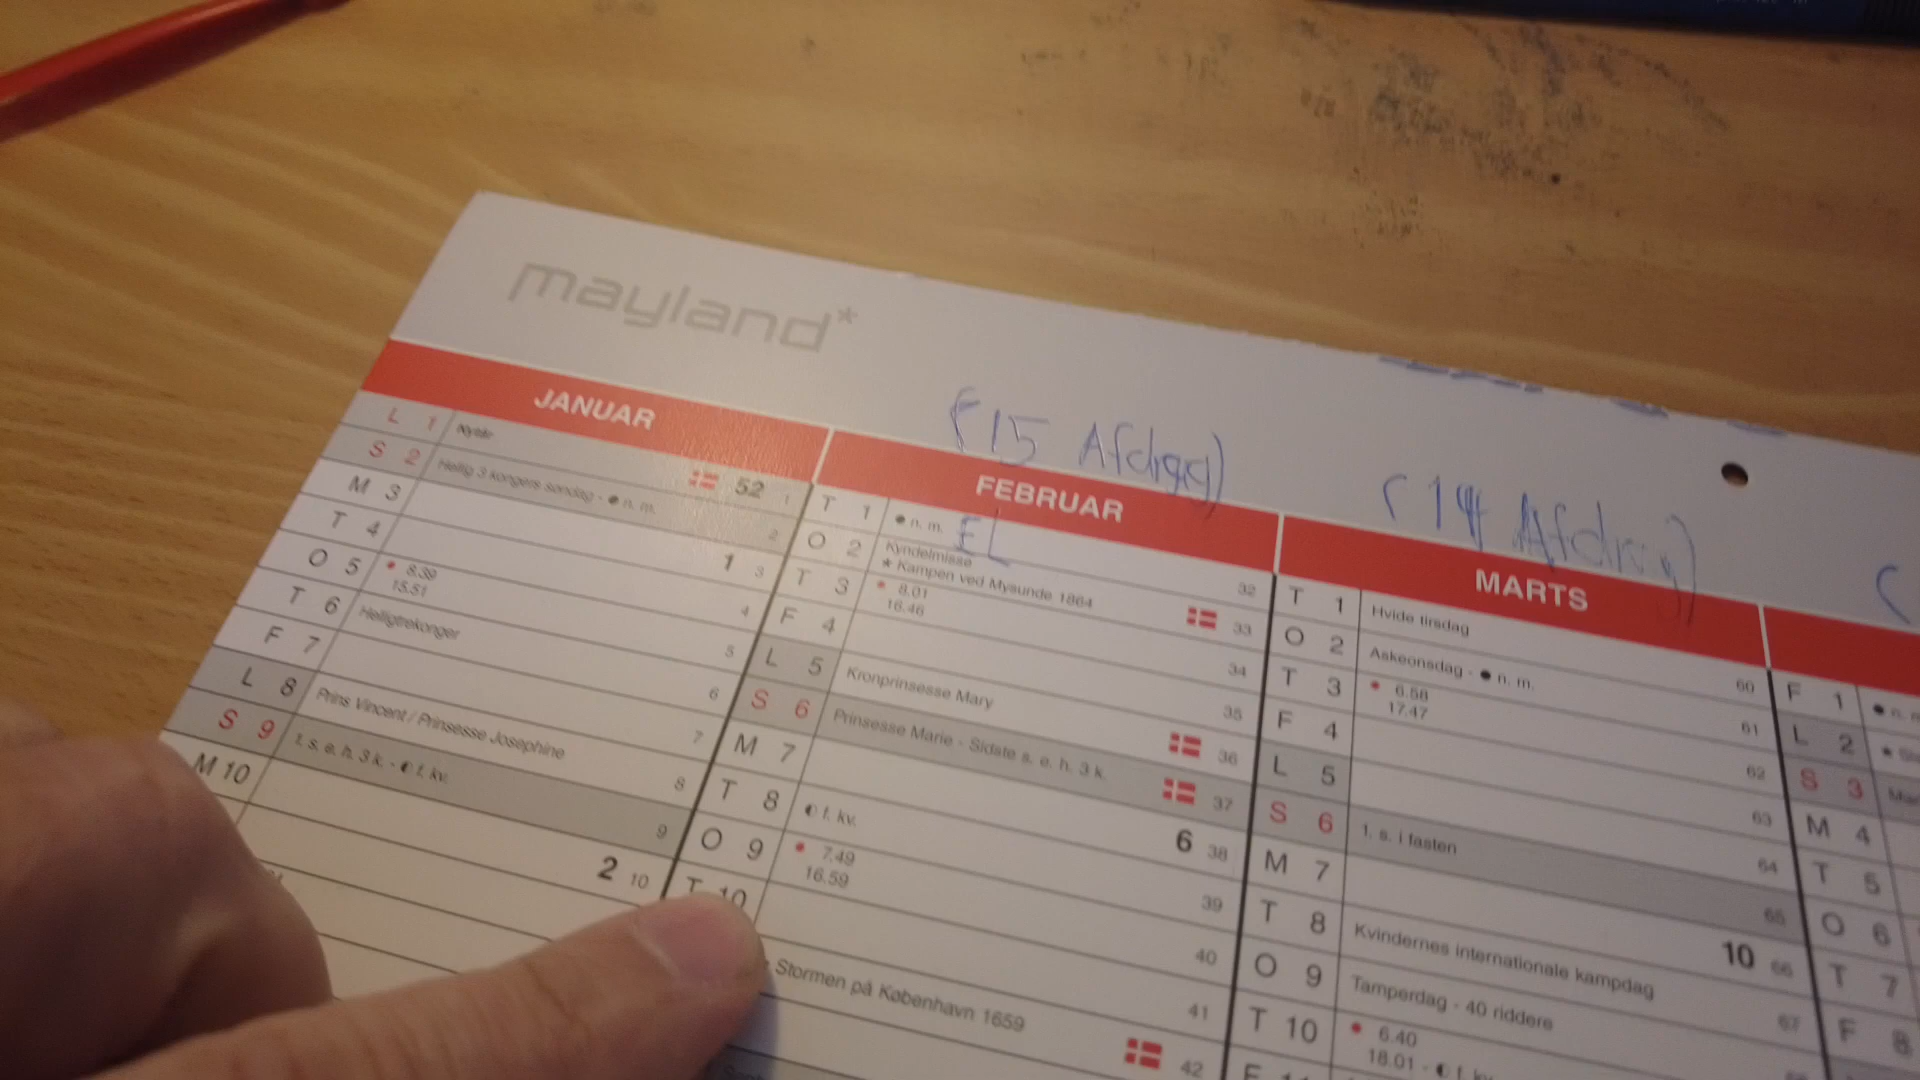 mayland*
(15 Afdrag)
(14 Afdrag)
(
JANUAR
L 1 Nytår 52 1
S 2 Hellig 3 kongers søndag - ● n. m. 2
M 3 1 3
T 4 4
O 5 8.39 15.51 5
T 6 Helligtrekonger 6
F 7 7
L 8 Prins Vincent / Prinsesse Josephine 8
S 9 1. s. e. h. 3 k. - ◐ f. kv. 9
M 10 2 10
FEBRUAR
T 1 ● n. m. EL 32
O 2 Kyndelmisse
* Kampen ved Mysunde 1864 33
T 3 8.01 16.46 34
F 4 35
L 5 Kronprinsesse Mary 36
S 6 Prinsesse Marie - Sidste s. e. h. 3 k. 37
M 7 6 38
T 8 ◐ f. kv. 39
O 9 7.49 16.59 40
T 10 41
Stormen på København 1659 42
MARTS
T 1 Hvide tirsdag 60
O 2 Askeonsdag - ● n. m. 61
T 3 6.58 17.47 62
F 4 63
L 5 64
S 6 1. s. i fasten 65
M 7 10 66
T 8 Kvindernes internationale kampdag 67
O 9 Tamperdag - 40 riddere
T 10 6.40 18.01 - ◐ f. kv.
F 1 ● n.
L 2 *
S 3
M 4
T 5
O 6
T 7
F 8